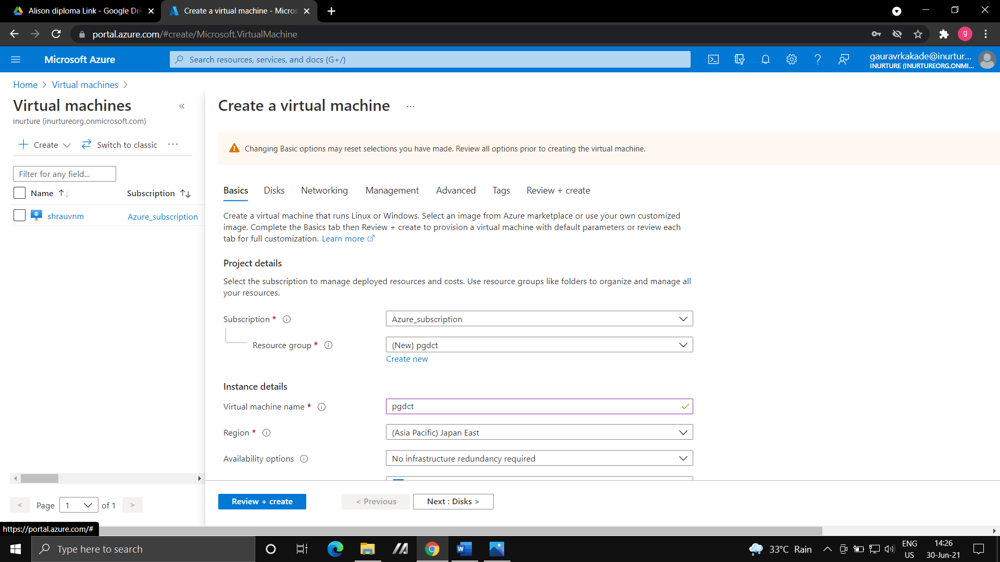 Alison diploma Link - Google Dri
Create a virtual machine - Micros
portal.azure.com/#create/Microsoft.VirtualMachine
g
Microsoft Azure
Search resources, services, and docs (G+/)
gauravrkakade@inurtur...
INURTURE (INURTUREORG.ONMI...
Home > Virtual machines >
Virtual machines
inurture (inurtureorg.onmicrosoft.com)
+ Create
Switch to classic
...
Filter for any field...
Name
Subscription
shrauvnm
Azure_subscription
< Page 1 of 1 >
https://portal.azure.com/#
Create a virtual machine
...
Changing Basic options may reset selections you have made. Review all options prior to creating the virtual machine.
Basics Disks Networking Management Advanced Tags Review + create
Create a virtual machine that runs Linux or Windows. Select an image from Azure marketplace or use your own customized
image. Complete the Basics tab then Review + create to provision a virtual machine with default parameters or review each
tab for full customization. Learn more
Project details
Select the subscription to manage deployed resources and costs. Use resource groups like folders to organize and manage all
your resources.
Subscription *
Azure_subscription
Resource group *
(New) pgdct
Create new
Instance details
Virtual machine name *
pgdct
Region *
(Asia Pacific) Japan East
Availability options
No infrastructure redundancy required
Review + create
< Previous
Next : Disks >
Type here to search
33°C Rain
ENG
US
14:26
30-Jun-21